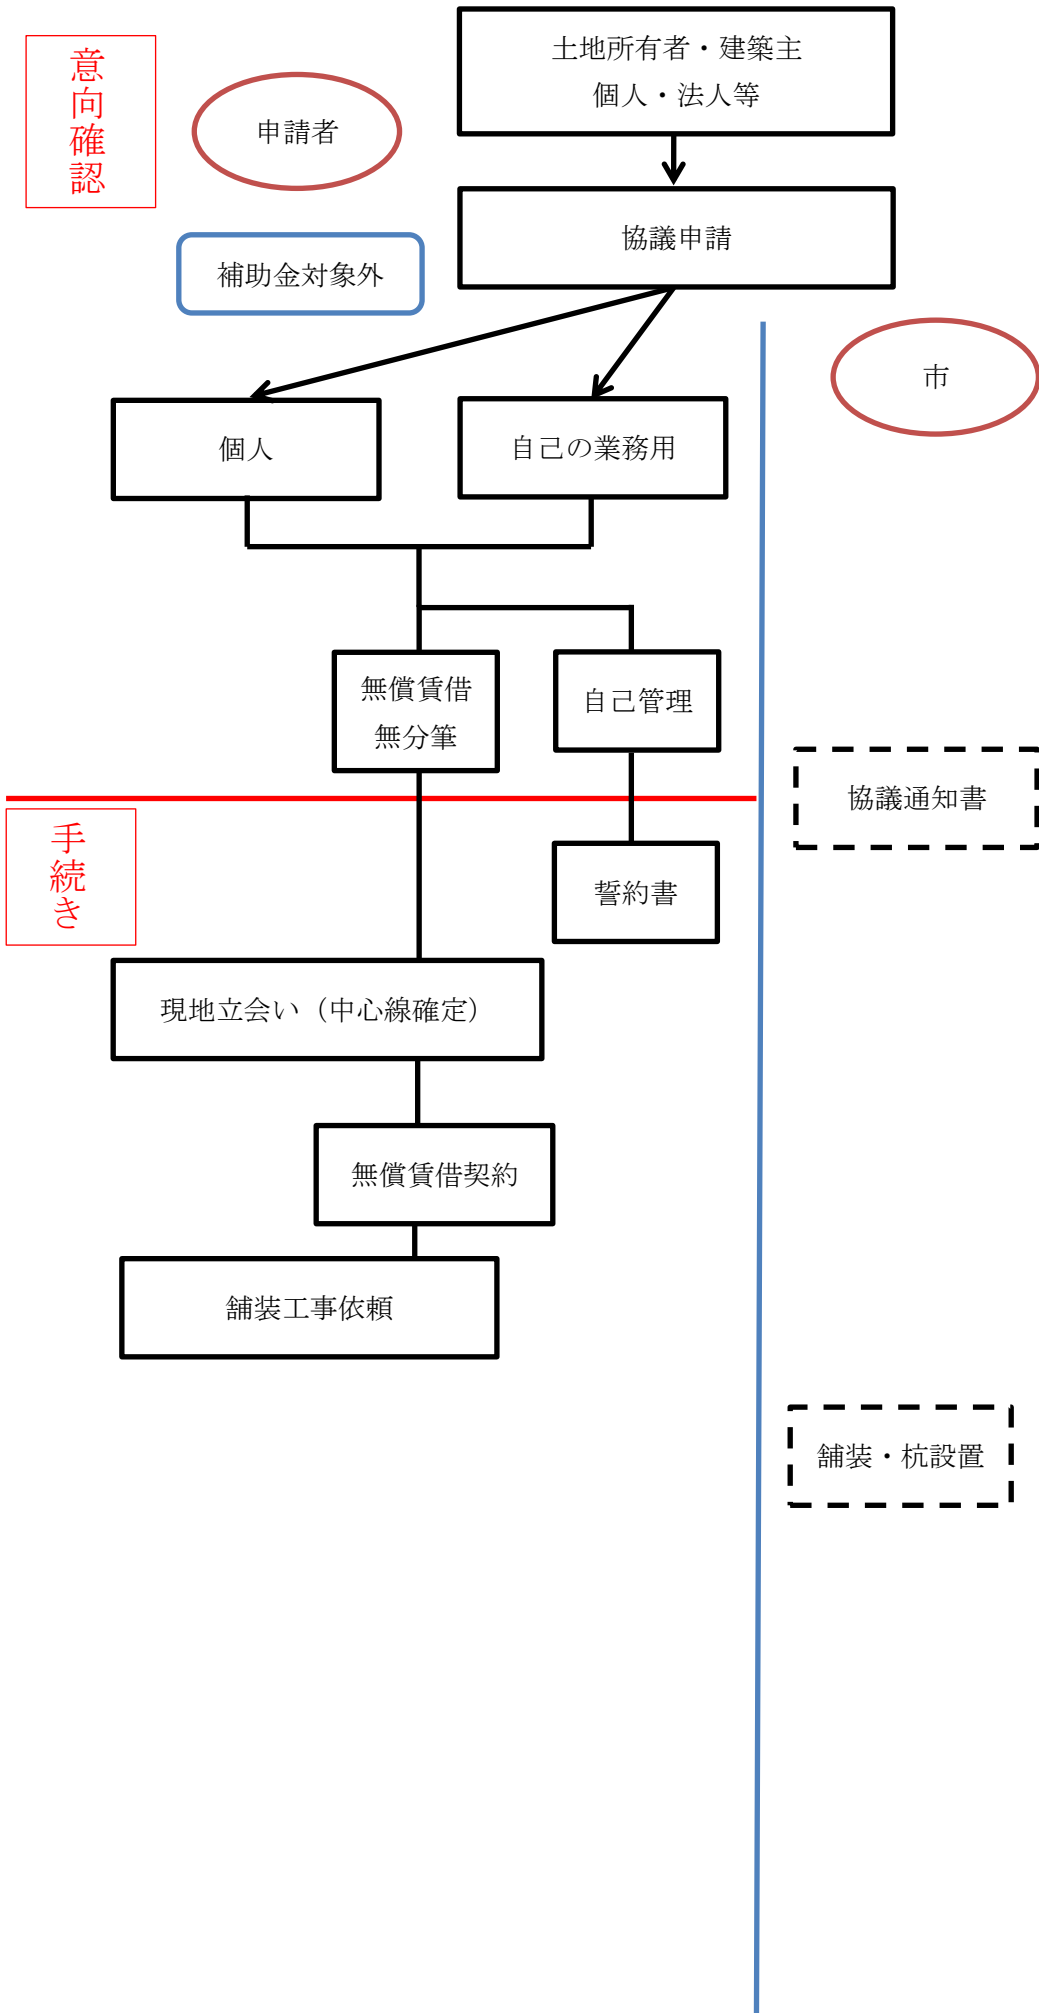 意向確認
申請者
土地所有者・建築主
個人・法人等
協議申請
補助金対象外
市
個人
自己の業務用
無償賃借
無分筆
自己管理
協議通知書
手続き
誓約書
現地立会い（中心線確定）
無償賃借契約
舗装工事依頼
舗装・杭設置